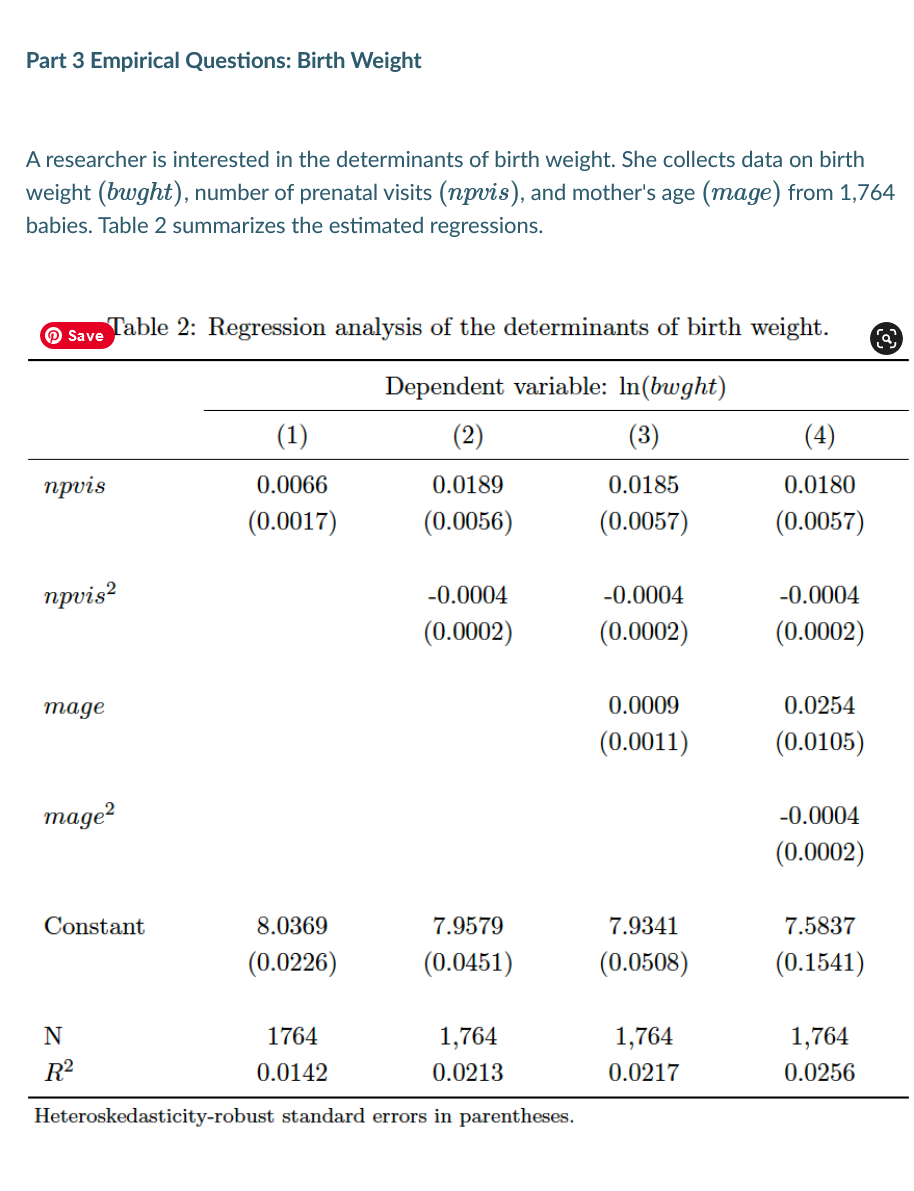 Part 3 Empirical Questions: Birth Weight
A researcher is interested in the determinants of birth weight. She collects data on birth
weight (bwght), number of prenatal visits (npvis), and mother's age (mage) from 1,764
babies. Table 2 summarizes the estimated regressions.
Save
Table 2: Regression analysis of the determinants of birth weight.
Dependent variable: ln(bwght)
(1) (2) (3) (4)
npvis 0.0066 0.0189 0.0185 0.0180
(0.0017) (0.0056) (0.0057) (0.0057)
npvis² -0.0004 -0.0004 -0.0004
(0.0002) (0.0002) (0.0002)
mage 0.0009 0.0254
(0.0011) (0.0105)
mage² -0.0004
(0.0002)
Constant 8.0369 7.9579 7.9341 7.5837
(0.0226) (0.0451) (0.0508) (0.1541)
N 1764 1,764 1,764 1,764
R² 0.0142 0.0213 0.0217 0.0256
Heteroskedasticity-robust standard errors in parentheses.